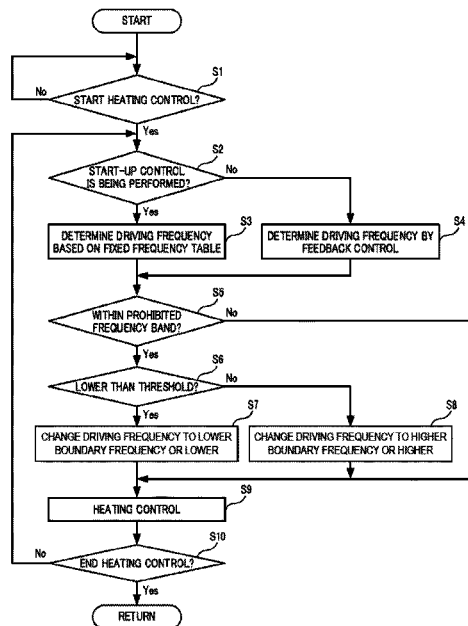 START
S1
No
START HEATING CONTROL?
Yes
S2
No
START-UP CONTROL
IS BEING PERFORMED?
Yes
S3
S4
DETERMINE DRIVING FREQUENCY
BASED ON FIXED FREQUENCY TABLE
DETERMINE DRIVING FREQUENCY BY
FEEDBACK CONTROL
S5
No
WITHIN PROHIBITED
FREQUENCY BAND?
Yes
S6
No
LOWER THAN THRESHOLD?
Yes
S7
S8
CHANGE DRIVING FREQUENCY TO LOWER
BOUNDARY FREQUENCY OR LOWER
CHANGE DRIVING FREQUENCY TO HIGHER
BOUNDARY FREQUENCY OR HIGHER
S9
HEATING CONTROL
S10
No
END HEATING CONTROL?
Yes
RETURN